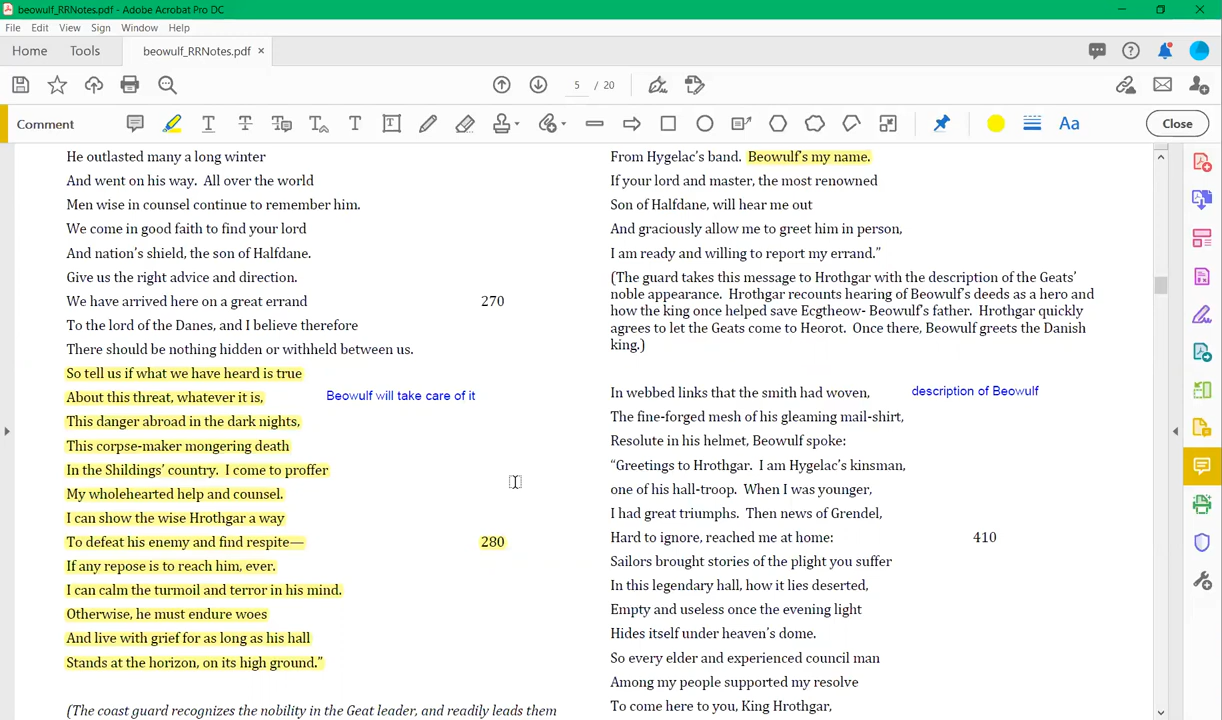 beowulf_RRNotes.pdf - Adobe Acrobat Pro DC
File Edit View Sign Window Help
Home Tools beowulf_RRNotes.pdf ×
5 / 20
Comment
Close
He outlasted many a long winter
And went on his way. All over the world
Men wise in counsel continue to remember him.
We come in good faith to find your lord
And nation's shield, the son of Halfdane.
Give us the right advice and direction.
We have arrived here on a great errand 270
To the lord of the Danes, and I believe therefore
There should be nothing hidden or withheld between us.
So tell us if what we have heard is true
About this threat, whatever it is, Beowulf will take care of it
This danger abroad in the dark nights,
This corpse-maker mongering death
In the Shildings' country. I come to proffer
My wholehearted help and counsel.
I can show the wise Hrothgar a way
To defeat his enemy and find respite— 280
If any repose is to reach him, ever.
I can calm the turmoil and terror in his mind.
Otherwise, he must endure woes
And live with grief for as long as his hall
Stands at the horizon, on its high ground."
(The coast guard recognizes the nobility in the Geat leader, and readily leads them
From Hygelac's band. Beowulf's my name.
If your lord and master, the most renowned
Son of Halfdane, will hear me out
And graciously allow me to greet him in person,
I am ready and willing to report my errand."
(The guard takes this message to Hrothgar with the description of the Geats'
noble appearance. Hrothgar recounts hearing of Beowulf's deeds as a hero and
how the king once helped save Ecgtheow- Beowulf's father. Hrothgar quickly
agrees to let the Geats come to Heorot. Once there, Beowulf greets the Danish
king.)
In webbed links that the smith had woven, description of Beowulf
The fine-forged mesh of his gleaming mail-shirt,
Resolute in his helmet, Beowulf spoke:
"Greetings to Hrothgar. I am Hygelac's kinsman,
one of his hall-troop. When I was younger,
I had great triumphs. Then news of Grendel,
Hard to ignore, reached me at home: 410
Sailors brought stories of the plight you suffer
In this legendary hall, how it lies deserted,
Empty and useless once the evening light
Hides itself under heaven's dome.
So every elder and experienced council man
Among my people supported my resolve
To come here to you, King Hrothgar,